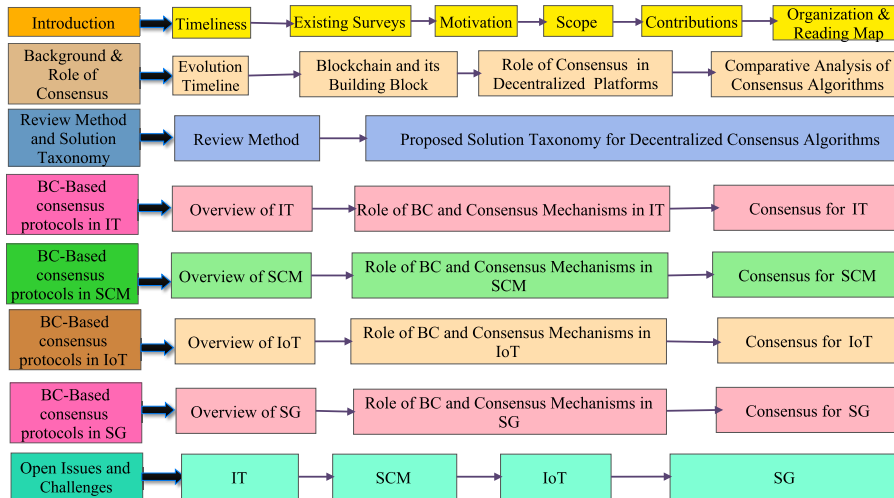 Introduction
Timeliness
Existing Surveys
Motivation
Scope
Contributions
Organization &
Reading Map
Background &
Role of
Consensus
Evolution
Timeline
Blockchain and its
Building Block
Role of Consensus in
Decentralized Platforms
Comparative Analysis of
Consensus Algorithms
Review Method
and Solution
Taxonomy
Review Method
Proposed Solution Taxonomy for Decentralized Consensus Algorithms
BC-Based
consensus
protocols in IT
Overview of IT
Role of BC and Consensus Mechanisms in IT
Consensus for IT
BC-Based
consensus
protocols in SCM
Overview of SCM
Role of BC and Consensus Mechanisms in
SCM
Consensus for SCM
BC-Based
consensus
protocols in IoT
Overview of IoT
Role of BC and Consensus Mechanisms in
IoT
Consensus for IoT
BC-Based
consensus
protocols in SG
Overview of SG
Role of BC and Consensus Mechanisms in
SG
Consensus for SG
Open Issues and
Challenges
IT
SCM
IoT
SG